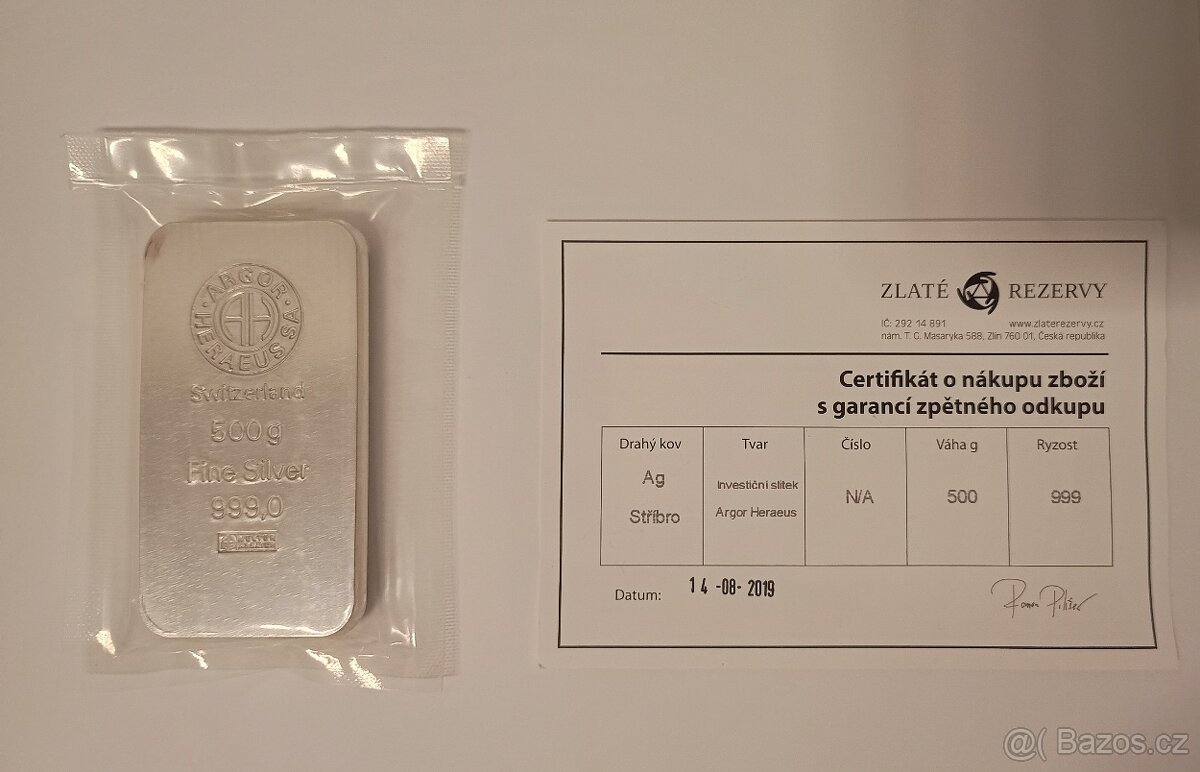 ARGOR
HERAEUS SA
Switzerland
500g
Fine Silver
999,0
ZLATÉ REZERVY
IČ: 292 14 891 www.zlaterezervy.cz
nám. T. G. Masaryka 588, Zlín 760 01, Česká republika
Certifikát o nákupu zboží
s garancí zpětného odkupu
Drahý kov Tvar Číslo Váha g Ryzost
Ag Investiční slitek N/A 500 999
Stříbro Argor Heraeus
Datum: 14 -08- 2019
@( Bazos.cz